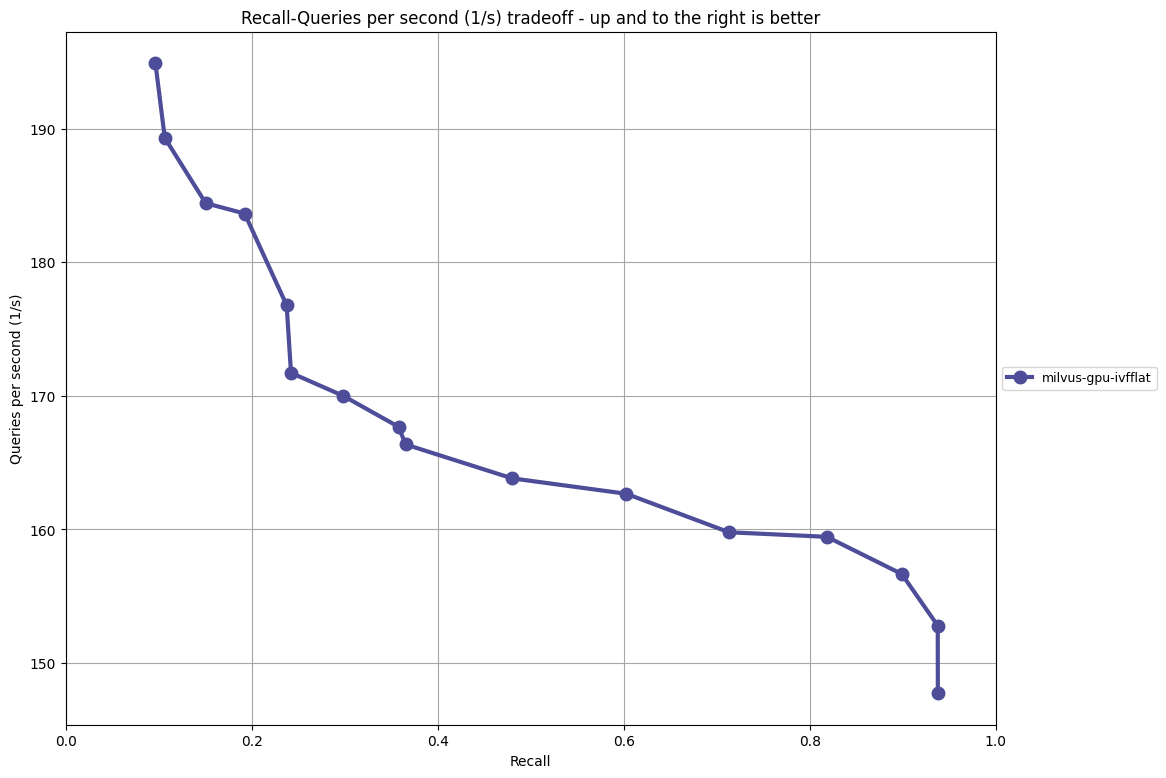 Recall-Queries per second (1/s) tradeoff - up and to the right is better
Queries per second (1/s)
190
180
170
160
150
0.0 0.2 0.4 0.6 0.8 1.0
Recall
milvus-gpu-ivfflat